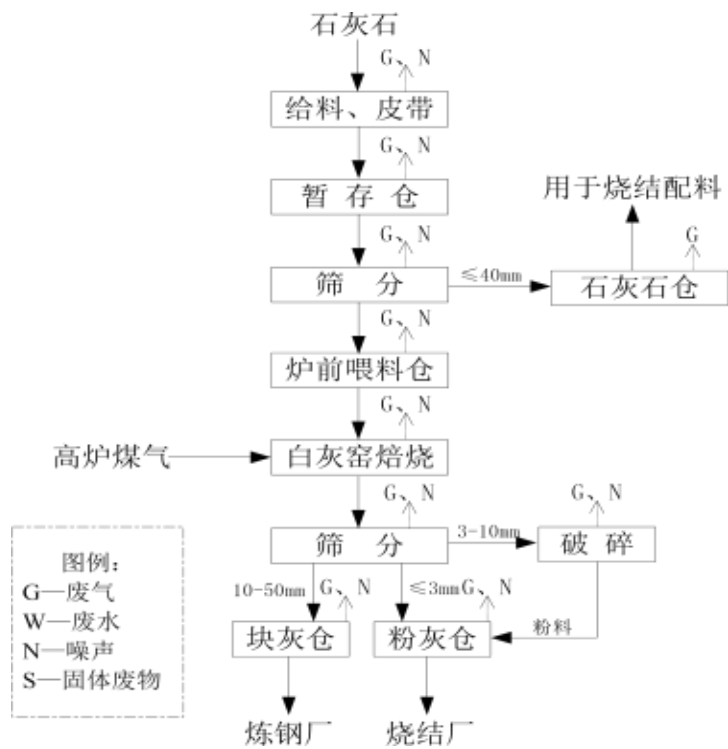 石灰石
G、N
给料、皮带
G、N
暂存仓
用于烧结配料
G、N
G
筛 分
≤40mm
石灰石仓
G、N
炉前喂料仓
G、N
高炉煤气
白灰窑焙烧
G、N
G、N
筛 分
3-10mm
破 碎
10-50mm
G、N
≤3mm
G、N
块灰仓
粉灰仓
粉料
炼钢厂
烧结厂
图例：
G—废气
W—废水
N—噪声
S—固体废物